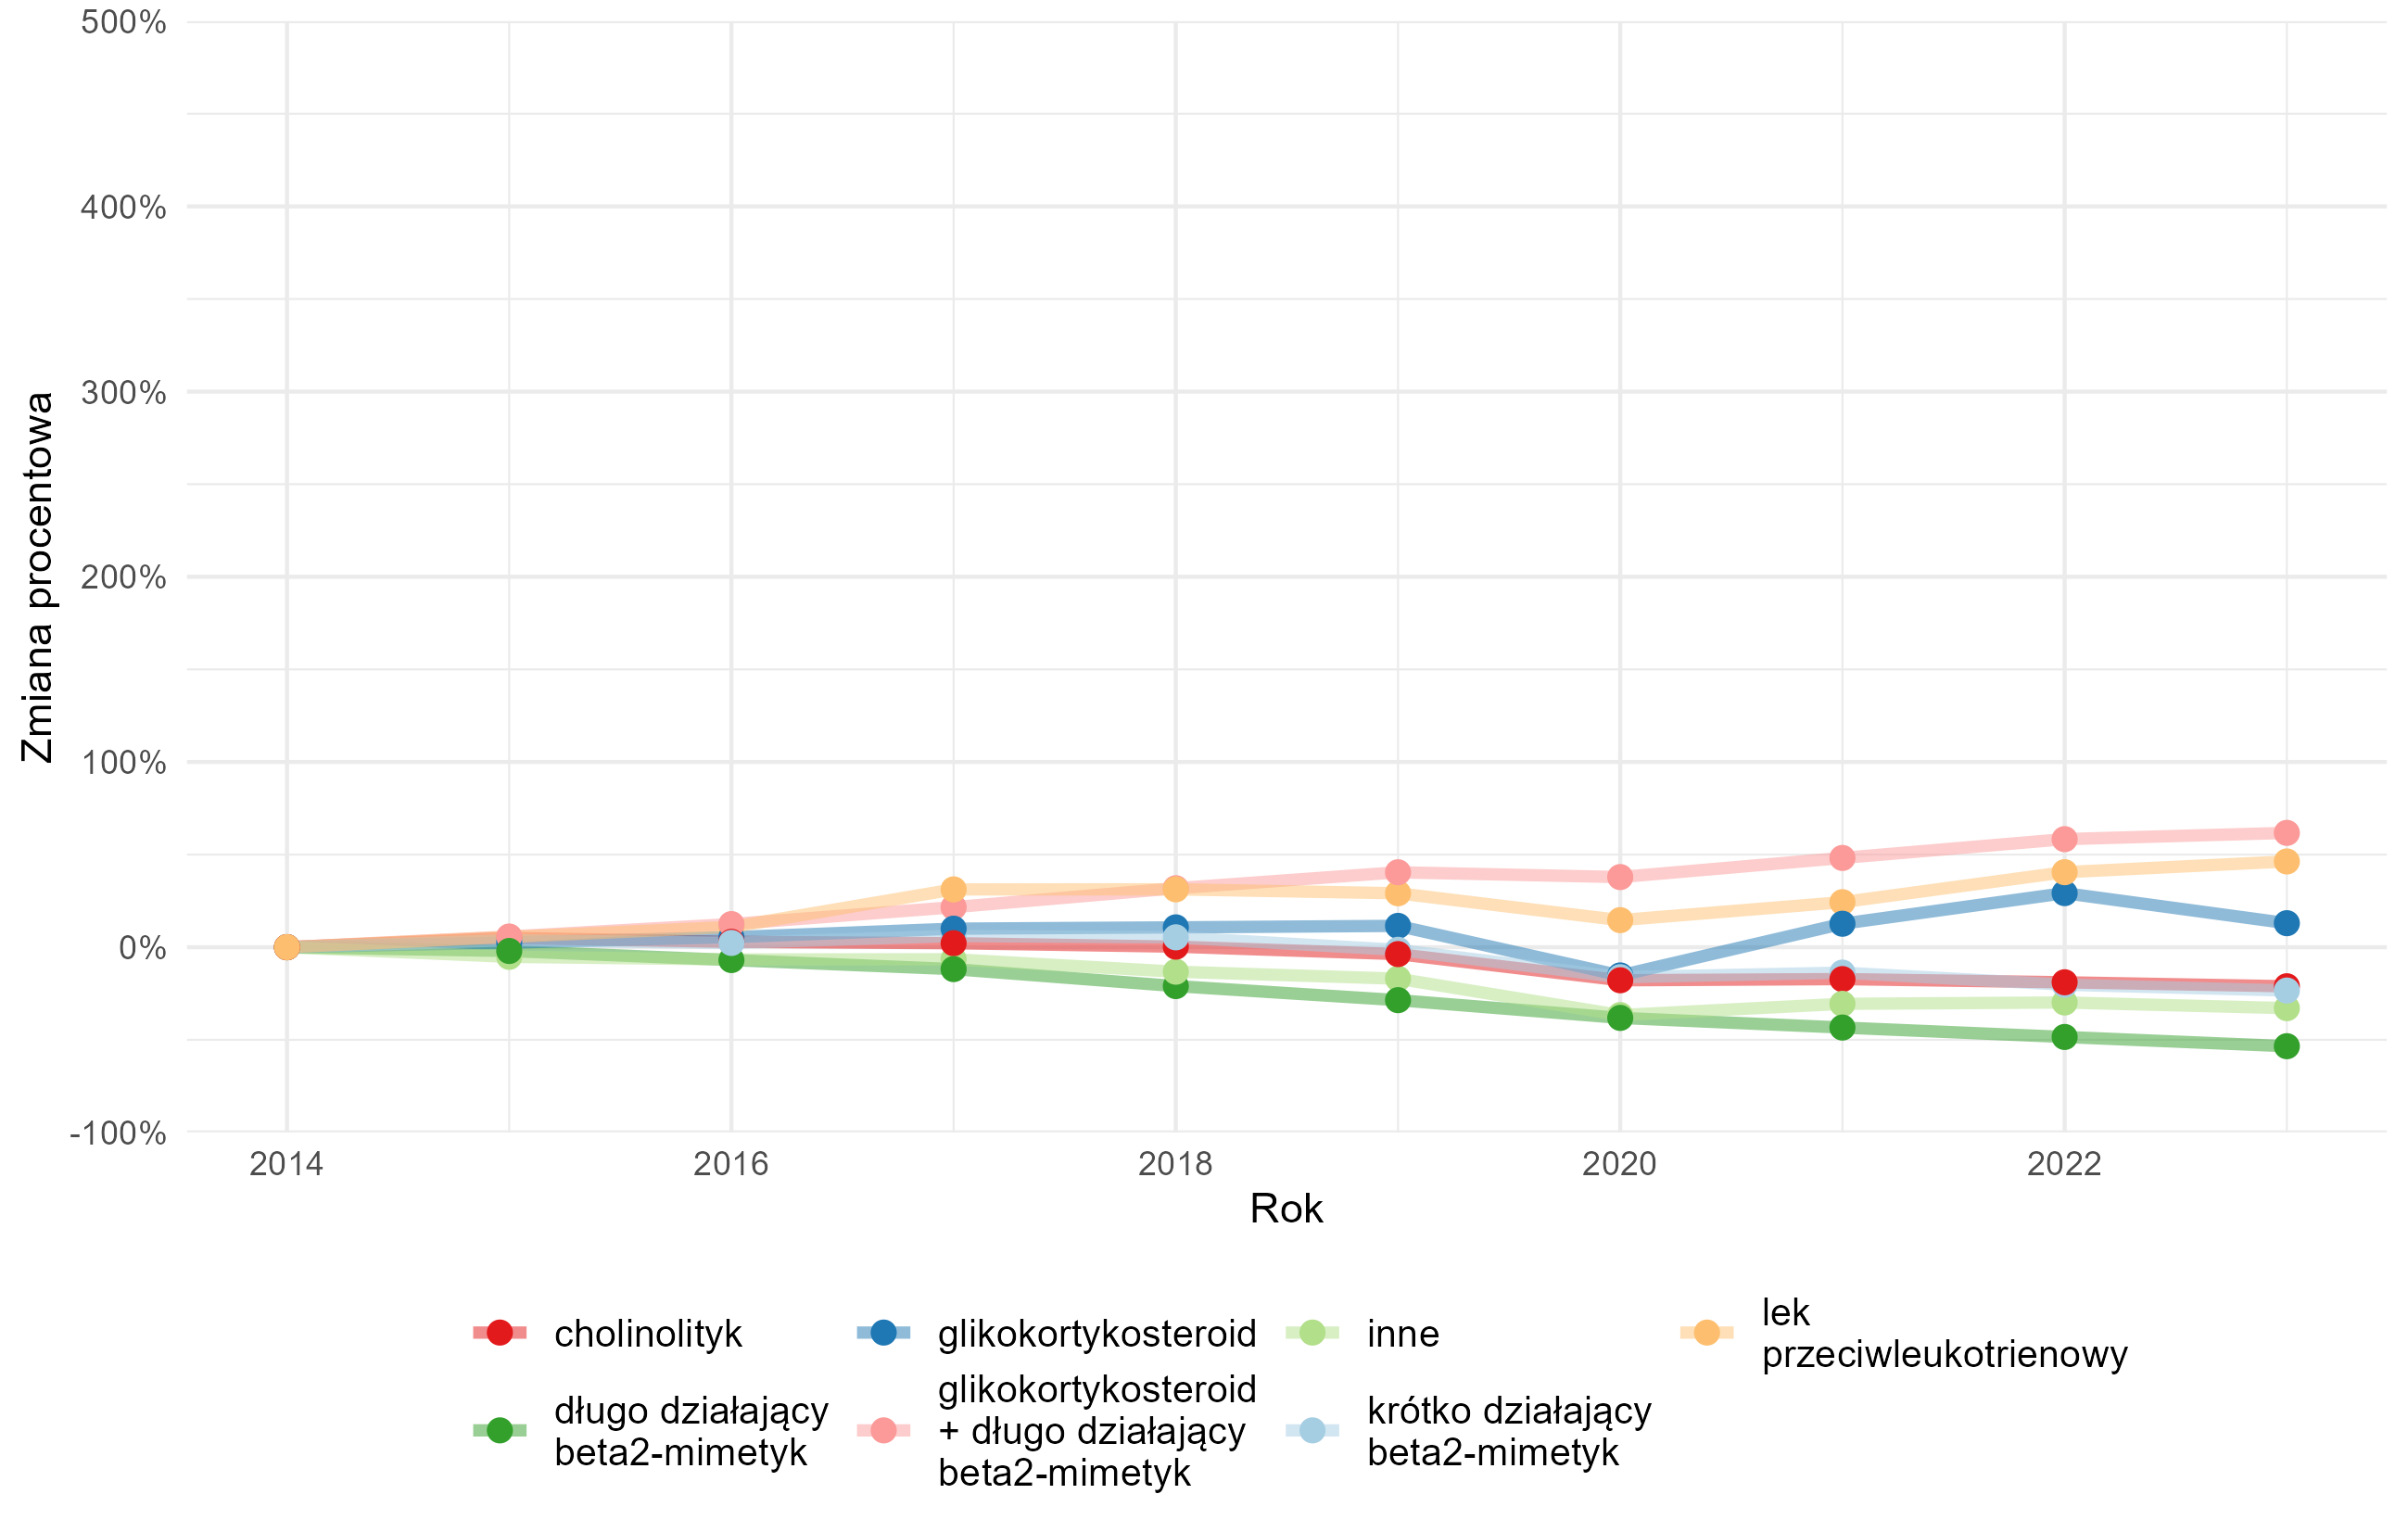 500%
400%
300%
200%
100%
0%
-100%
Zmiana procentowa
2014
2016
2018
2020
2022
Rok
cholinolityk
długo działający
beta2-mimetyk
glikokortykosteroid
glikokortykosteroid
+ długo działający
beta2-mimetyk
inne
krótko działający
beta2-mimetyk
lek
przeciwleukotrienowy